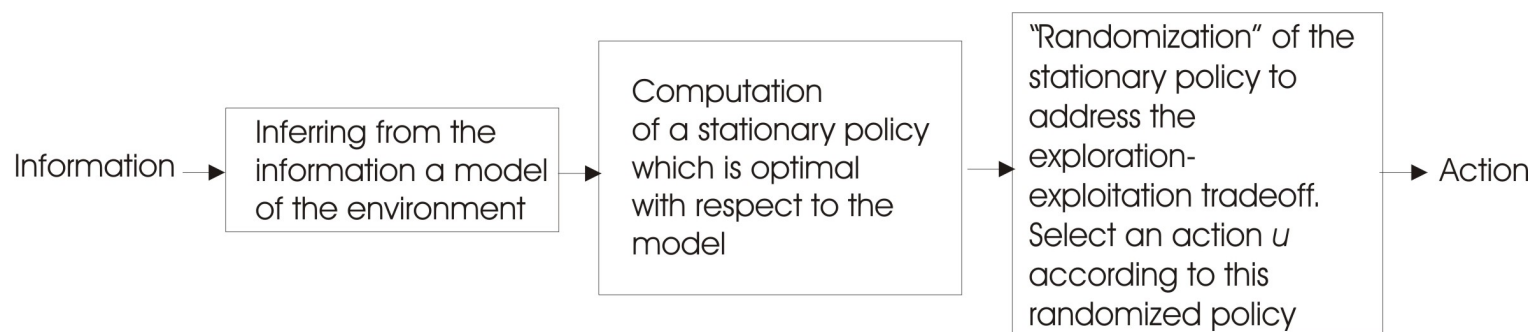 Information
Inferring from the
information a model
of the environment
Computation
of a stationary policy
which is optimal
with respect to the
model
"Randomization" of the
stationary policy to
address the
exploration-
exploitation tradeoff.
Select an action u
according to this
randomized policy
Action